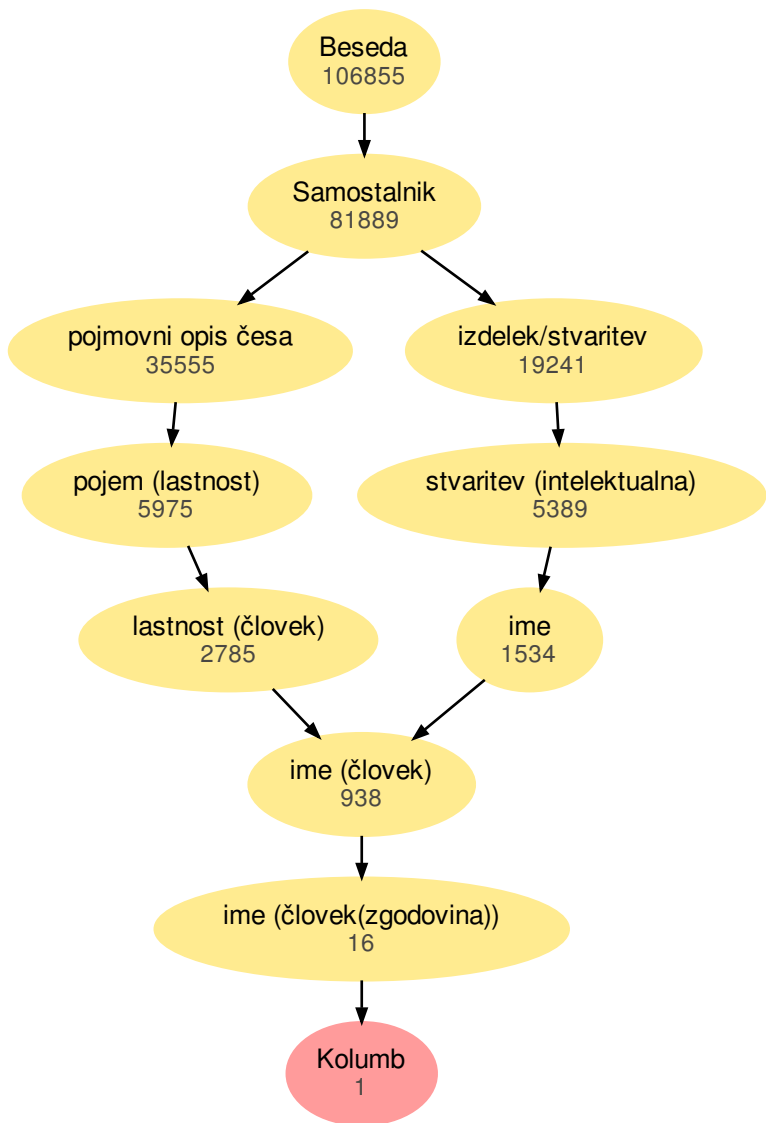 Beseda
106855
Samostalnik
81889
pojmovni opis česa
35555
izdelek/stvaritev
19241
pojem (lastnost)
5975
stvaritev (intelektualna)
5389
lastnost (človek)
2785
ime
1534
ime (človek)
938
ime (človek(zgodovina))
16
Kolumb
1